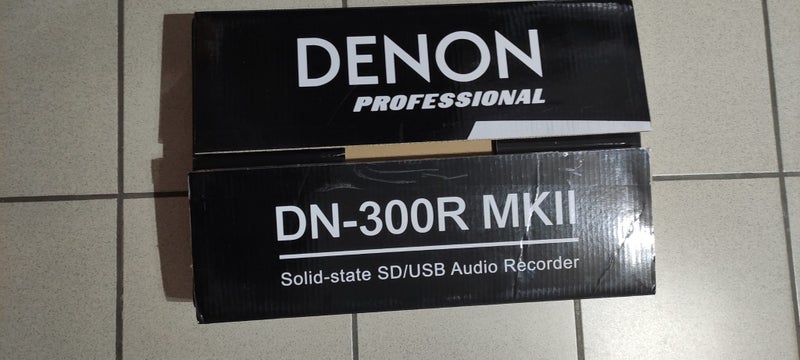 DENON
PROFESSIONAL
DN-300R MKII
Solid-state SD/USB Audio Recorder